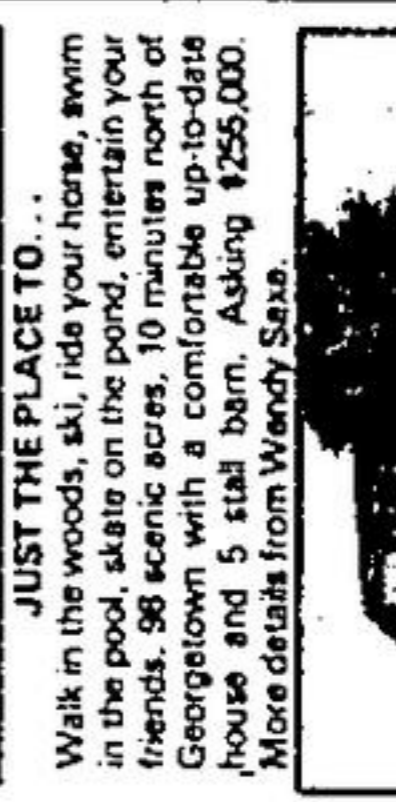 JUST THE PLACE TO...
Walk in the woods, ski, ride your horse, swim
in the pool, skate on the pond, entertain your
friends. 98 scenic acres, 10 minutes north of
Georgetown with a comfortable up-to-date
house and 5 stall barn. Asking $255,000.
More details from Wendy Saxe.